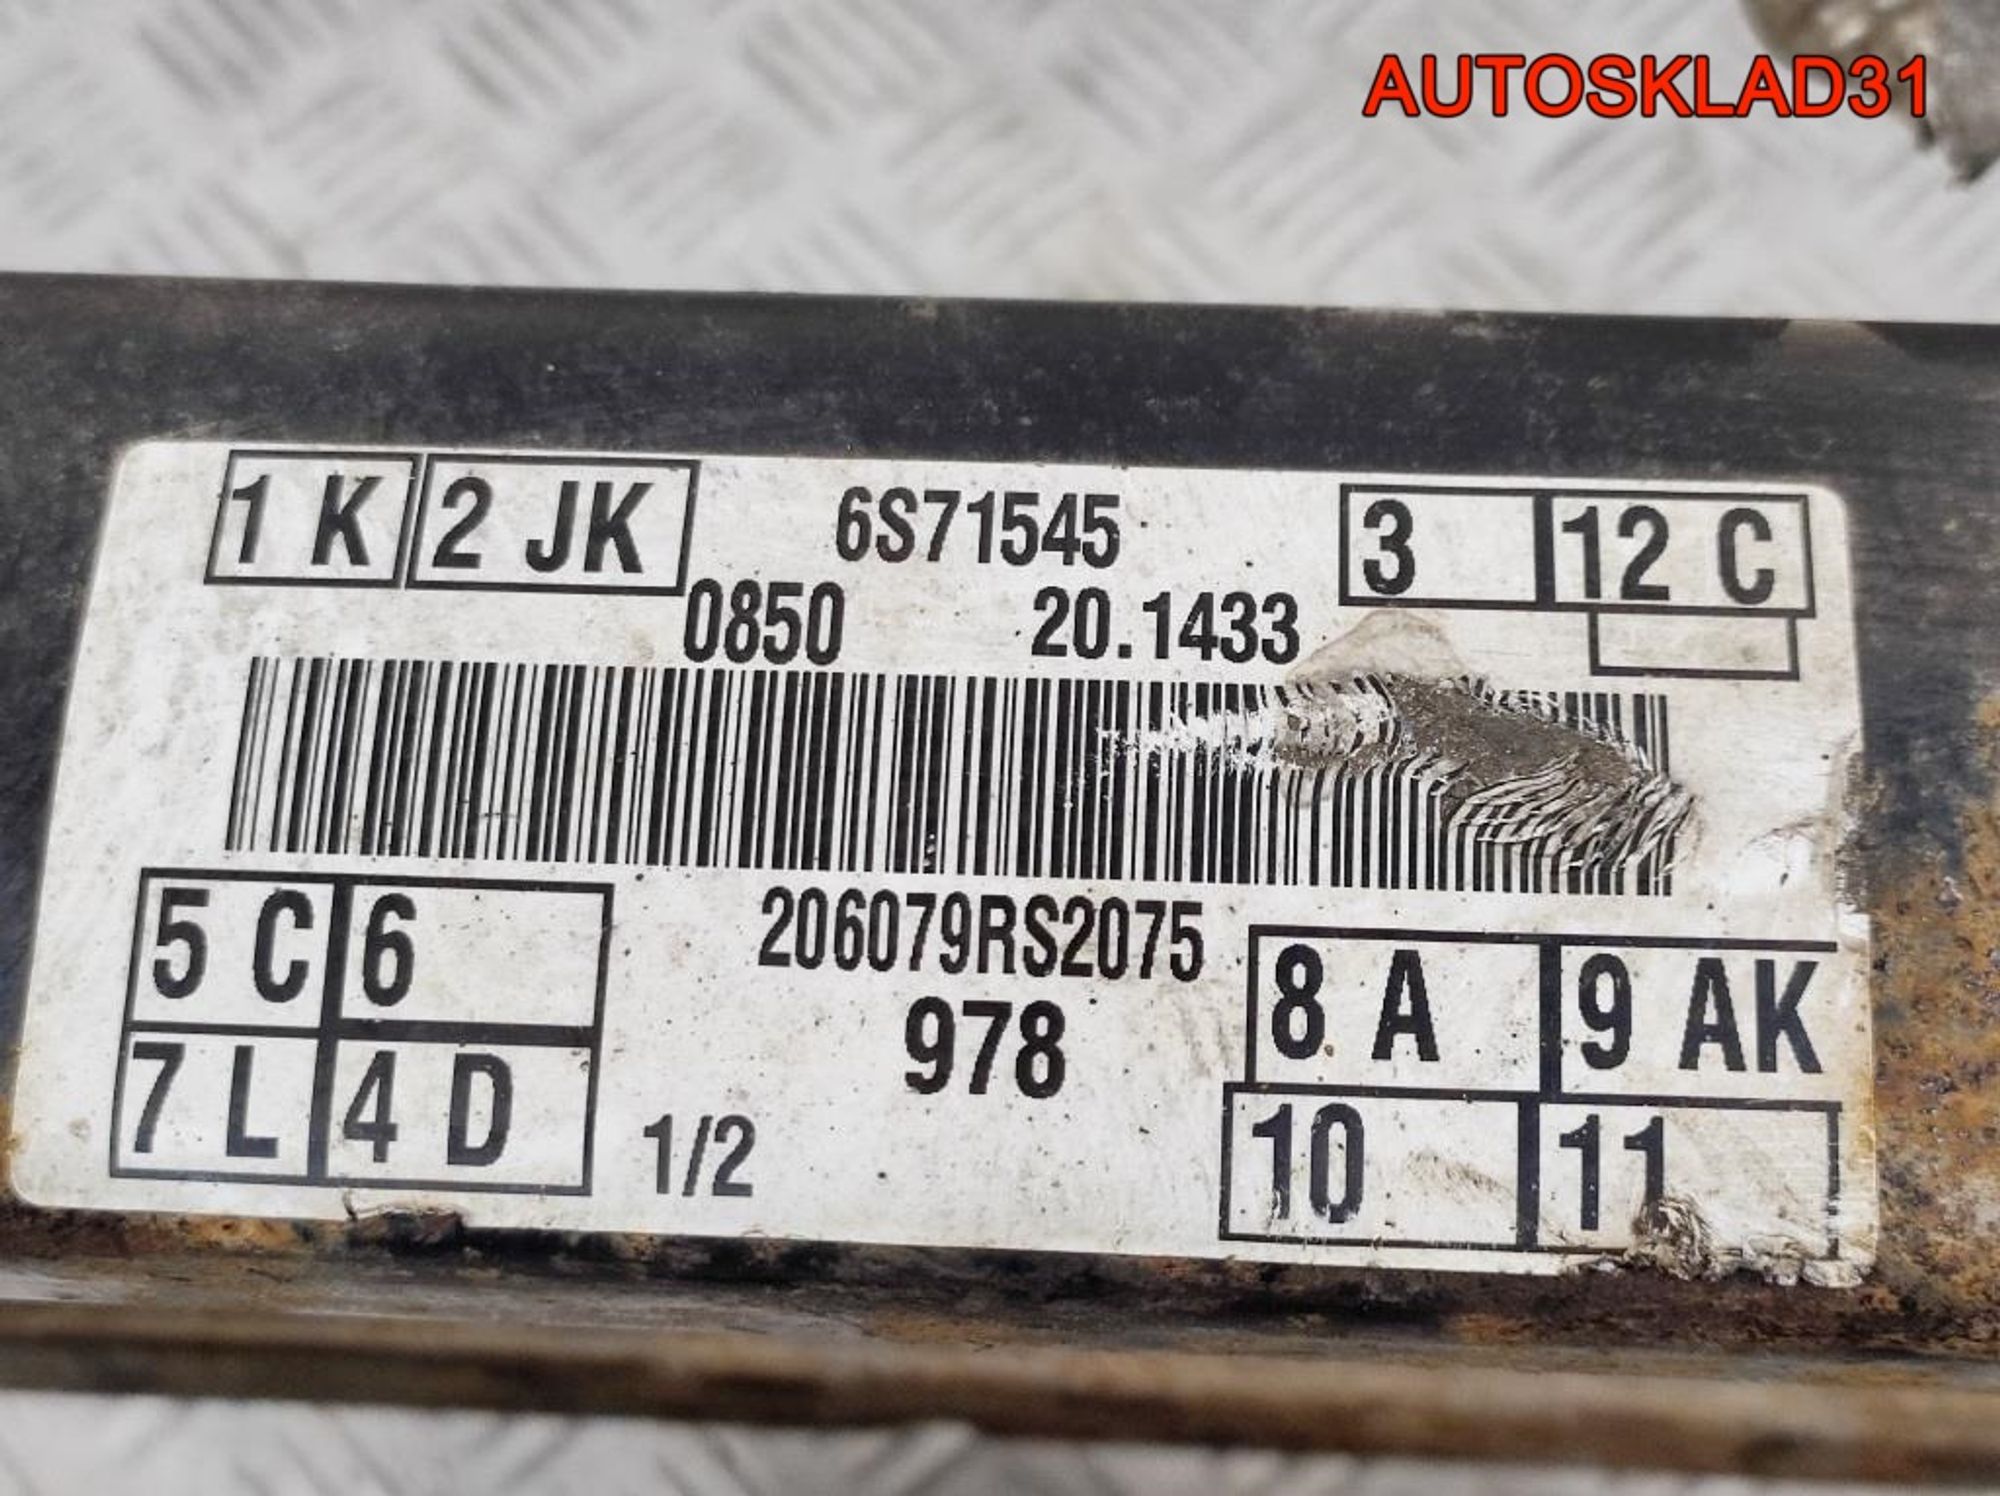 AUTOSKLAD31
1 K 2 JK 6S71545 3 12 C
0850 20.1433
206079RS2075
5 C 6 978 8 A 9 AK
7 L 4 D 1/2 10 11